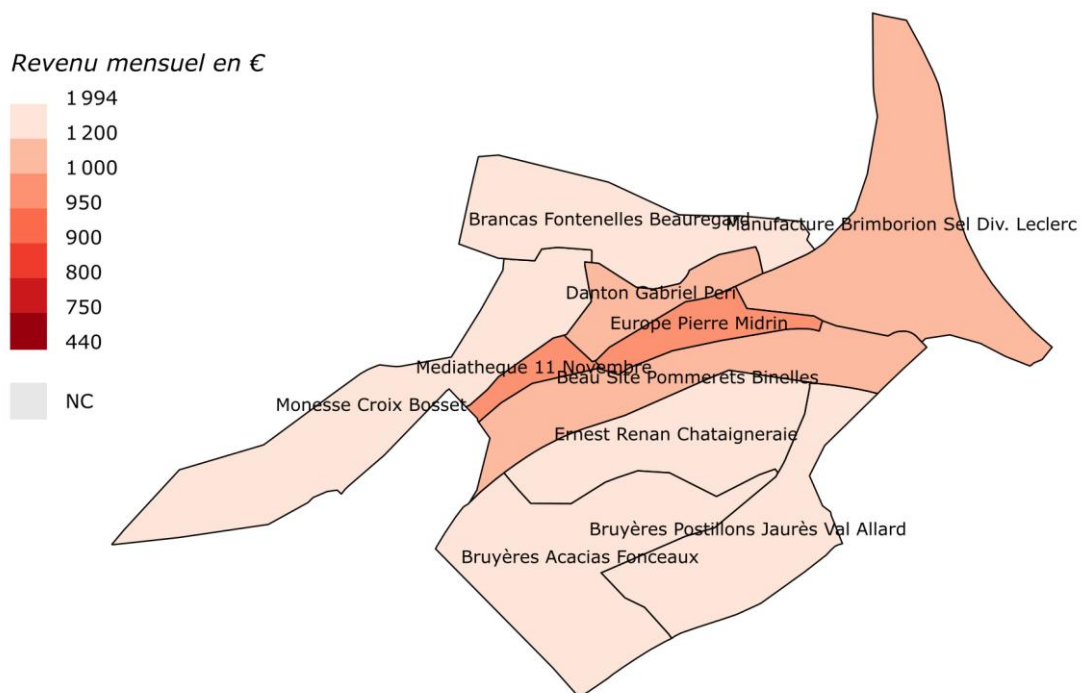 Revenu mensuel en €
1 994
1 200
1 000
950
900
800
750
440
NC
Brancas Fontenelles Beauregard
Manufacture Brimborion Sel Div. Leclerc
Danton Gabriel Peri
Europe Pierre Midrin
Mediatheque 11 Novembre
Beau Site Pommerets Binelles
Monesse Croix Bosset
Ernest Renan Chataigneraie
Bruyères Postillons Jaurès Val Allard
Bruyères Acacias Fonceaux